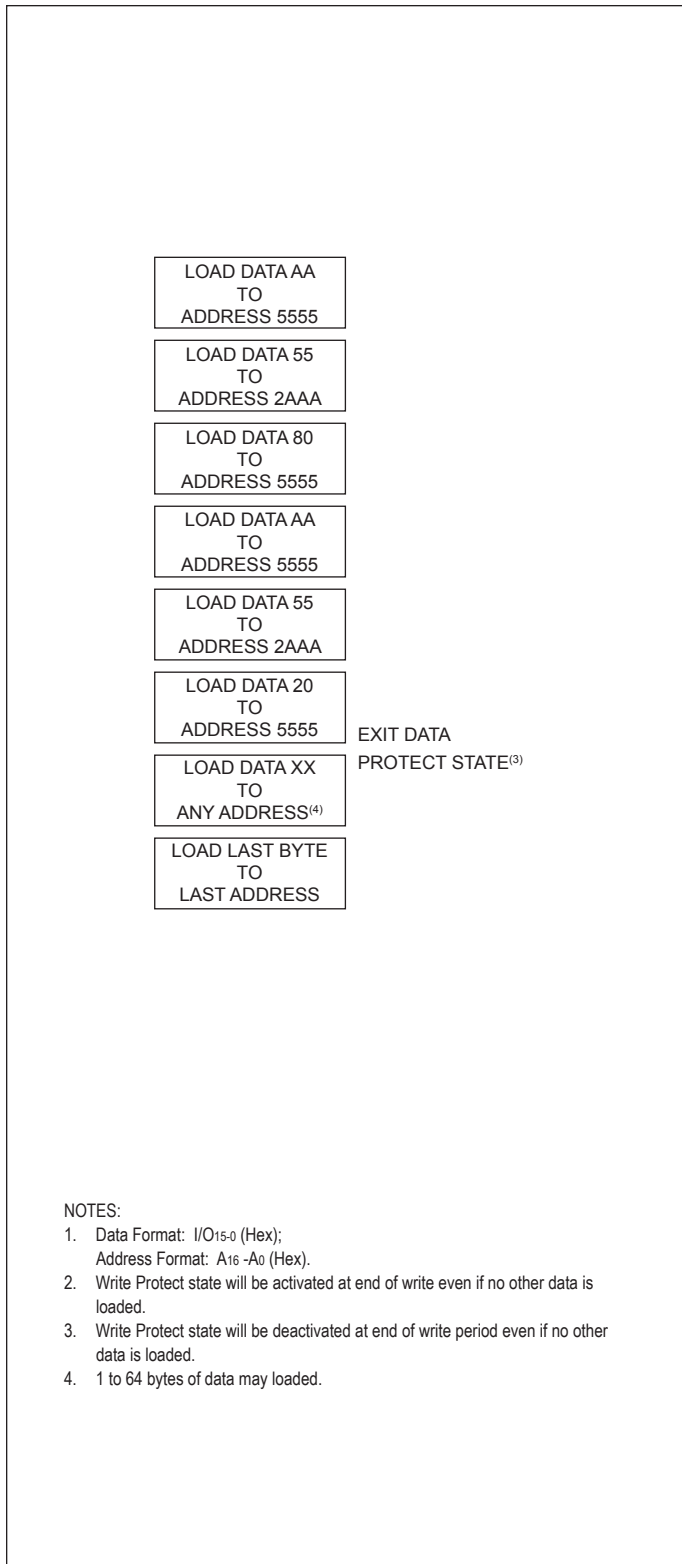 LOAD DATA AA
TO
ADDRESS 5555
LOAD DATA 55
TO
ADDRESS 2AAA
LOAD DATA 80
TO
ADDRESS 5555
LOAD DATA AA
TO
ADDRESS 5555
LOAD DATA 55
TO
ADDRESS 2AAA
LOAD DATA 20
TO
ADDRESS 5555
EXIT DATA
PROTECT STATE(3)
LOAD DATA XX
TO
ANY ADDRESS(4)
LOAD LAST BYTE
TO
LAST ADDRESS
NOTES:
1. Data Format: I/O15-0 (Hex);
Address Format: A16 -A0 (Hex).
2. Write Protect state will be activated at end of write even if no other data is
loaded.
3. Write Protect state will be deactivated at end of write period even if no other
data is loaded.
4. 1 to 64 bytes of data may loaded.